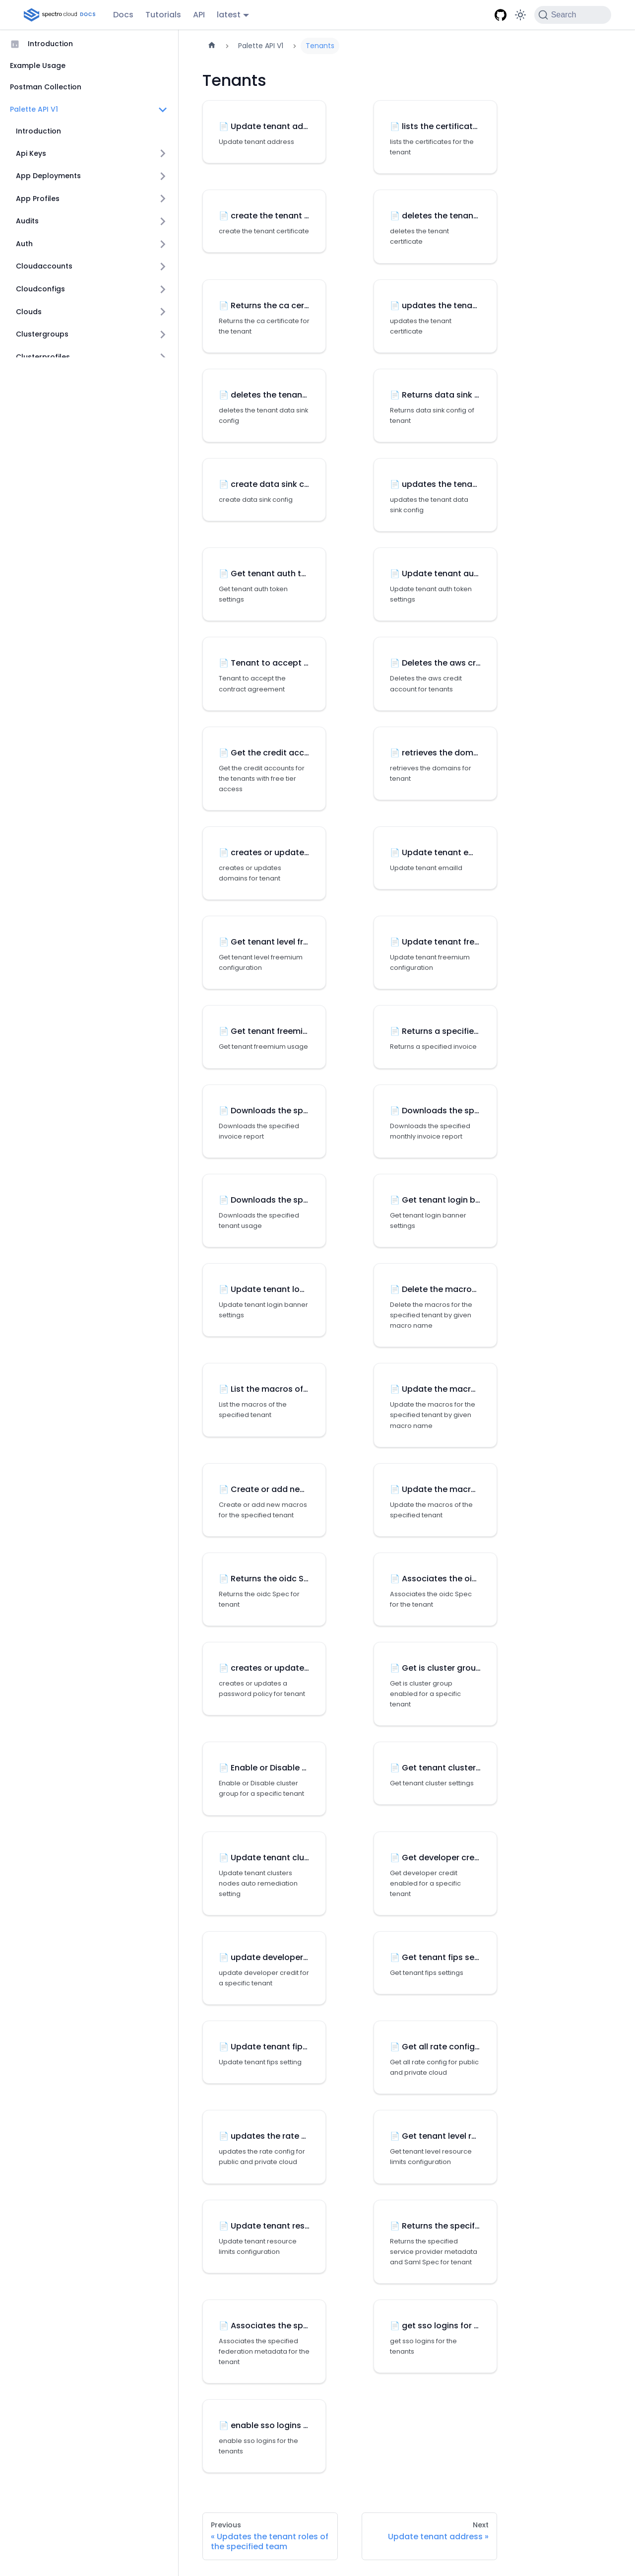 spectro cloud DOCS
Docs
Tutorials
API
latest
Search
Introduction
Example Usage
Postman Collection
Palette API V1
Introduction
Api Keys
App Deployments
App Profiles
Audits
Auth
Cloudaccounts
Cloudconfigs
Clouds
Clustergroups
Clusterprofiles
Palette API V1
Tenants
Tenants
Update tenant ad...
Update tenant address
lists the certificat...
lists the certificates for the
tenant
create the tenant ...
create the tenant certificate
deletes the tenan...
deletes the tenant
certificate
Returns the ca cer...
Returns the ca certificate for
the tenant
updates the tena...
updates the tenant
certificate
deletes the tenan...
deletes the tenant data sink
config
Returns data sink ...
Returns data sink config of
tenant
create data sink c...
create data sink config
updates the tena...
updates the tenant data
sink config
Get tenant auth t...
Get tenant auth token
settings
Update tenant au...
Update tenant auth token
settings
Tenant to accept ...
Tenant to accept the
contract agreement
Deletes the aws cr...
Deletes the aws credit
account for tenants
Get the credit acc...
Get the credit accounts for
the tenants with free tier
access
retrieves the dom...
retrieves the domains for
tenant
creates or update...
creates or updates
domains for tenant
Update tenant e...
Update tenant emailId
Get tenant level fr...
Get tenant level freemium
configuration
Update tenant fre...
Update tenant freemium
configuration
Get tenant freemi...
Get tenant freemium usage
Returns a specifie...
Returns a specified invoice
Downloads the sp...
Downloads the specified
invoice report
Downloads the sp...
Downloads the specified
monthly invoice report
Downloads the sp...
Downloads the specified
tenant usage
Get tenant login b...
Get tenant login banner
settings
Update tenant lo...
Update tenant login banner
settings
Delete the macro...
Delete the macros for the
specified tenant by given
macro name
List the macros of...
List the macros of the
specified tenant
Update the macr...
Update the macros for the
specified tenant by given
macro name
Create or add ne...
Create or add new macros
for the specified tenant
Update the macr...
Update the macros of the
specified tenant
Returns the oidc S...
Returns the oidc Spec for
tenant
Associates the oi...
Associates the oidc Spec
for the tenant
creates or update...
creates or updates a
password policy for tenant
Get is cluster grou...
Get is cluster group
enabled for a specific
tenant
Enable or Disable ...
Enable or Disable cluster
group for a specific tenant
Get tenant cluster...
Get tenant cluster settings
Update tenant clu...
Update tenant clusters
nodes auto remediation
setting
Get developer cre...
Get developer credit
enabled for a specific
tenant
update developer...
update developer credit for
a specific tenant
Get tenant fips se...
Get tenant fips settings
Update tenant fip...
Update tenant fips setting
Get all rate config...
Get all rate config for public
and private cloud
updates the rate ...
updates the rate config for
public and private cloud
Get tenant level r...
Get tenant level resource
limits configuration
Update tenant res...
Update tenant resource
limits configuration
Returns the specif...
Returns the specified
service provider metadata
and Saml Spec for tenant
Associates the sp...
Associates the specified
federation metadata for the
tenant
get sso logins for ...
get sso logins for the
tenants
enable sso logins ...
enable sso logins for the
tenants
Previous
« Updates the tenant roles of
the specified team
Next
Update tenant address »